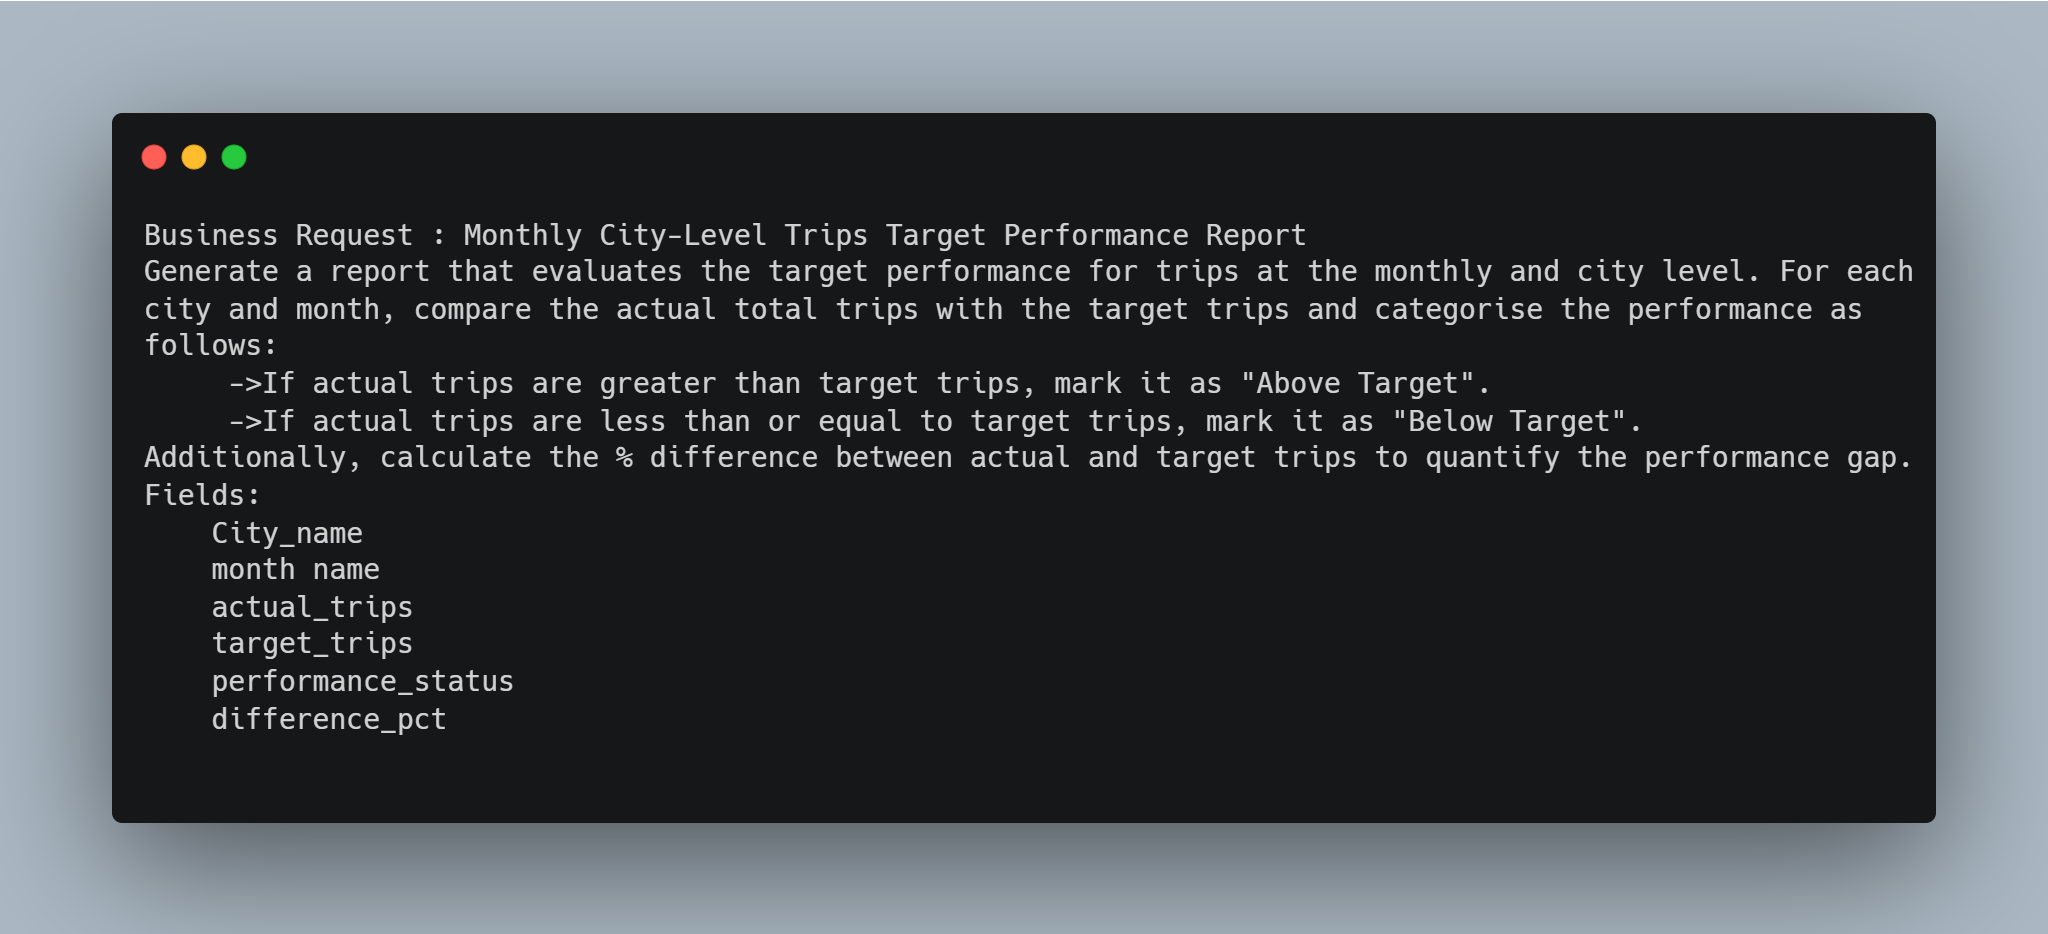 Business Request : Monthly City-Level Trips Target Performance Report
Generate a report that evaluates the target performance for trips at the monthly and city level. For each
city and month, compare the actual total trips with the target trips and categorise the performance as
follows:
->If actual trips are greater than target trips, mark it as "Above Target".
->If actual trips are less than or equal to target trips, mark it as "Below Target".
Additionally, calculate the % difference between actual and target trips to quantify the performance gap.
Fields:
City_name
month name
actual_trips
target_trips
performance_status
difference_pct